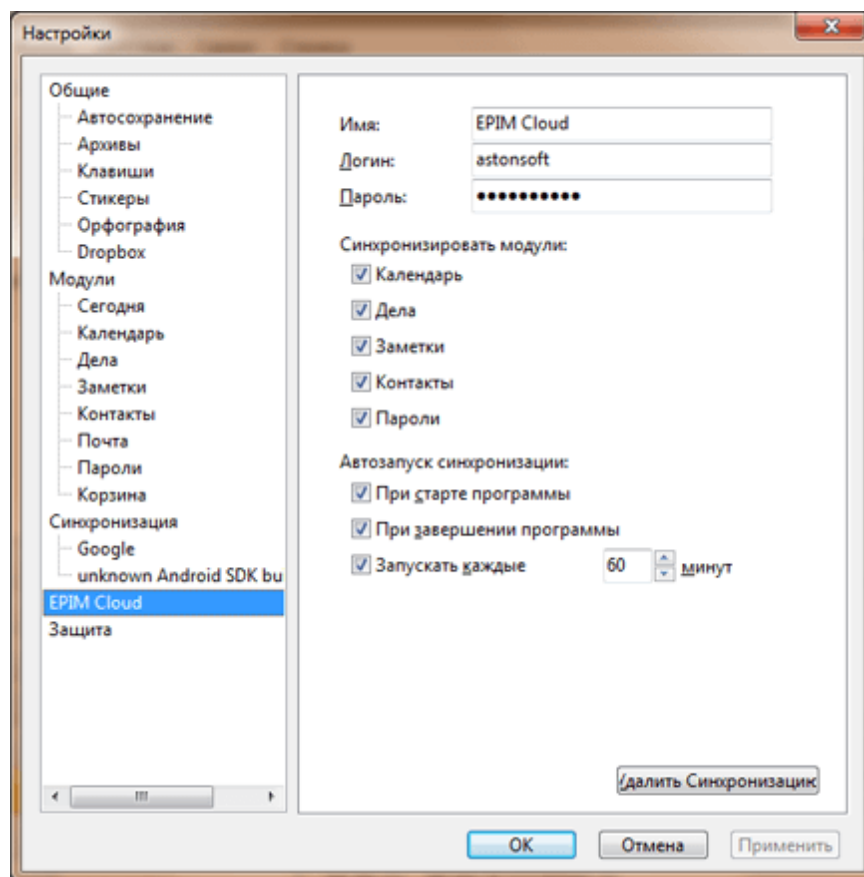 Настройки
Общие
Автосохранение
Архивы
Клавиши
Стикеры
Орфография
Dropbox
Модули
Сегодня
Календарь
Дела
Заметки
Контакты
Почта
Пароли
Корзина
Синхронизация
Google
unknown Android SDK bu
EPIM Cloud
Защита
Имя: EPIM Cloud
Логин: astonsoft
Пароль: ••••••••••
Синхронизировать модули:
Календарь
Дела
Заметки
Контакты
Пароли
Автозапуск синхронизации:
При старте программы
При завершении программы
Запускать каждые 60 минут
далить Синхронизацию
OK Отмена Применить